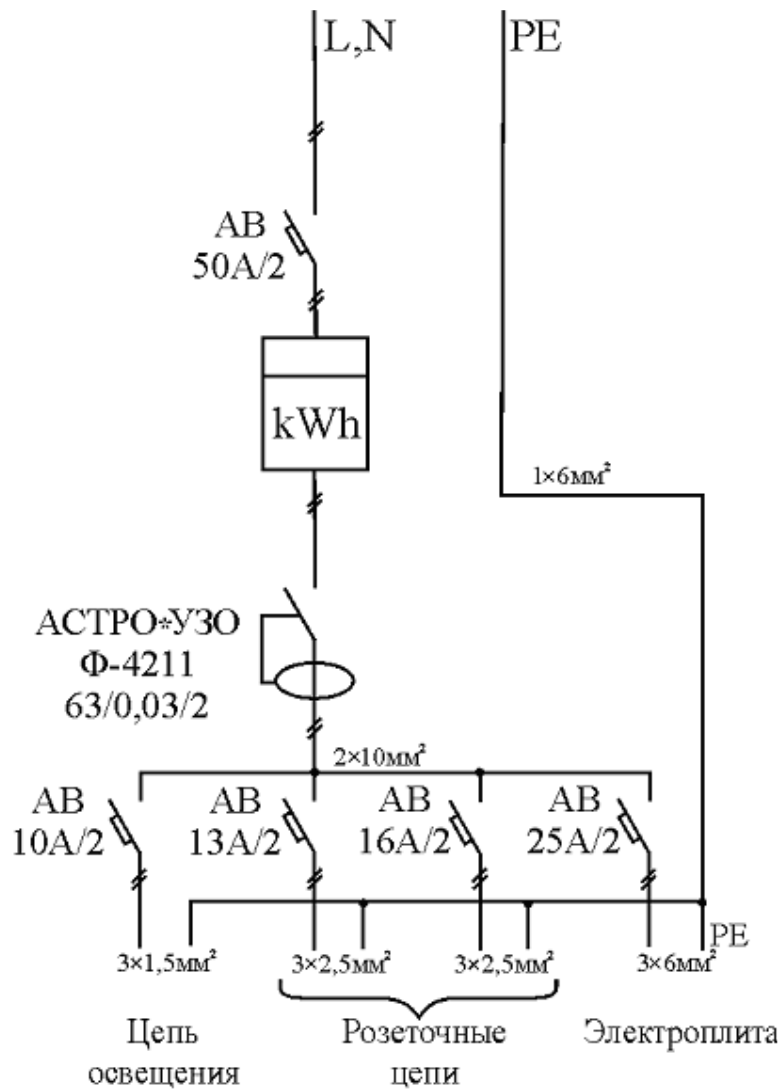 L,N
PE
АВ
50А/2
kWh
1×6мм²
АСТРО*УЗО
Ф-4211
63/0,03/2
2×10мм²
АВ
10А/2
АВ
13А/2
АВ
16А/2
АВ
25А/2
PE
3×1,5мм²
3×2,5мм²
3×2,5мм²
3×6мм²
Цепь
освещения
Розеточные
цепи
Электроплита